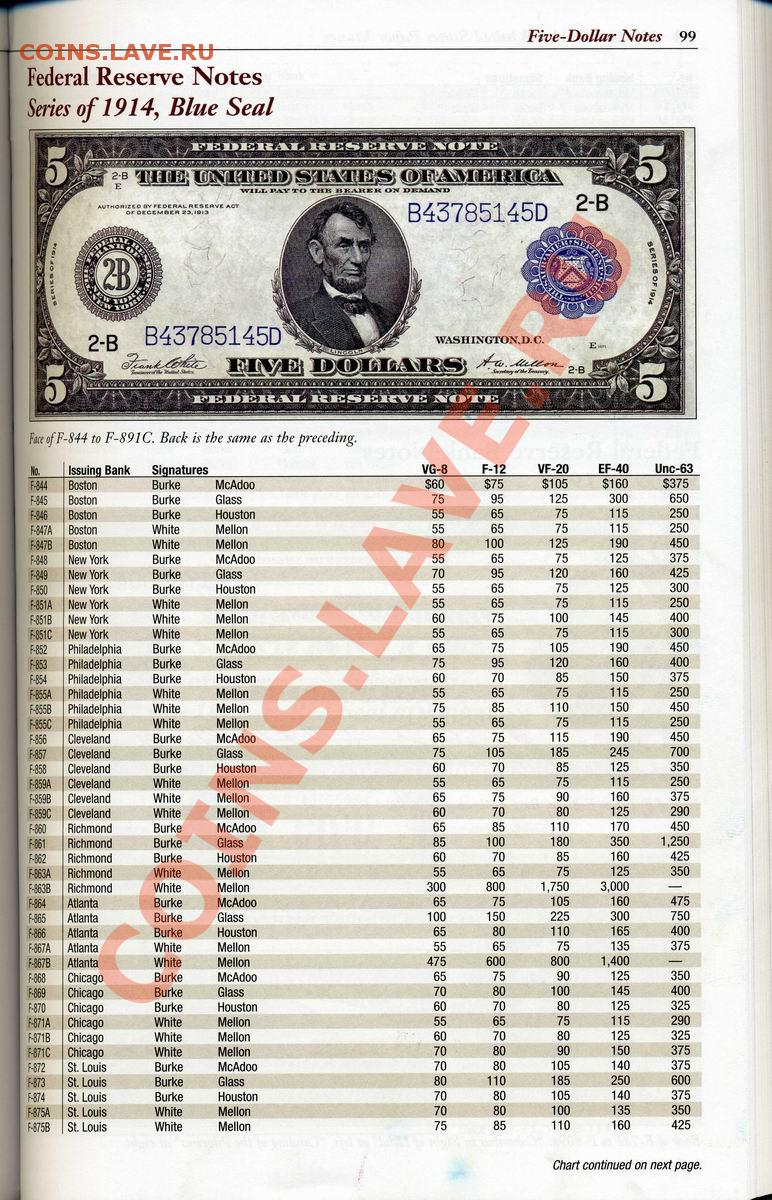 COINS.LAVE.RU
Five-Dollar Notes 99
Federal Reserve Notes
Series of 1914, Blue Seal
5 FEDERAL RESERVE NOTE 5
2-B
E
THE UNITED STATES OF AMERICA
WILL PAY TO THE BEARER ON DEMAND
AUTHORIZED BY FEDERAL RESERVE ACT
OF DECEMBER 23, 1913
B43785145D 2-B
SERIES OF 1914
2B
SERIES OF 1914
2-B B43785145D
LINCOLN
WASHINGTON, D.C.
E
Frank White
Treasurer of the United States.
FIVE DOLLARS
A. W. Mellon
Secretary of the Treasury.
2-B
5 FEDERAL RESERVE NOTE 5
Face of F-844 to F-891C. Back is the same as the preceding.
No. Issuing Bank Signatures VG-8 F-12 VF-20 EF-40 Unc-63
F-844 Boston Burke McAdoo $60 $75 $105 $160 $375
F-845 Boston Burke Glass 75 95 125 300 650
F-846 Boston Burke Houston 55 65 75 115 250
F-847A Boston White Mellon 55 65 75 115 250
F-847B Boston White Mellon 80 100 125 190 450
F-848 New York Burke McAdoo 55 65 75 125 375
F-849 New York Burke Glass 70 95 120 160 425
F-850 New York Burke Houston 55 65 75 125 300
F-851A New York White Mellon 55 65 75 115 250
F-851B New York White Mellon 60 75 100 145 400
F-851C New York White Mellon 55 65 75 115 300
F-852 Philadelphia Burke McAdoo 65 75 105 190 450
F-853 Philadelphia Burke Glass 75 95 120 160 400
F-854 Philadelphia Burke Houston 60 70 85 150 375
F-855A Philadelphia White Mellon 55 65 75 115 250
F-855B Philadelphia White Mellon 75 85 110 150 450
F-855C Philadelphia White Mellon 55 65 75 115 250
F-856 Cleveland Burke McAdoo 65 75 115 190 450
F-857 Cleveland Burke Glass 75 105 185 245 700
F-858 Cleveland Burke Houston 60 70 85 125 350
F-859A Cleveland White Mellon 55 65 75 115 250
F-859B Cleveland White Mellon 65 75 90 160 375
F-859C Cleveland White Mellon 60 70 80 125 290
F-860 Richmond Burke McAdoo 65 85 110 170 450
F-861 Richmond Burke Glass 85 100 180 350 1,250
F-862 Richmond Burke Houston 60 70 85 160 425
F-863A Richmond White Mellon 55 65 75 125 350
F-863B Richmond White Mellon 300 800 1,750 3,000 —
F-864 Atlanta Burke McAdoo 65 75 105 160 475
F-865 Atlanta Burke Glass 100 150 225 300 750
F-866 Atlanta Burke Houston 65 80 110 165 400
F-867A Atlanta White Mellon 55 65 75 135 375
F-867B Atlanta White Mellon 475 600 800 1,400 —
F-868 Chicago Burke McAdoo 65 75 90 125 350
F-869 Chicago Burke Glass 70 80 100 145 400
F-870 Chicago Burke Houston 60 70 80 125 325
F-871A Chicago White Mellon 55 65 75 115 290
F-871B Chicago White Mellon 60 70 80 125 325
F-871C Chicago White Mellon 70 80 90 150 375
F-872 St. Louis Burke McAdoo 70 80 105 140 375
F-873 St. Louis Burke Glass 80 110 185 250 600
F-874 St. Louis Burke Houston 70 80 105 140 375
F-875A St. Louis White Mellon 70 80 100 135 350
F-875B St. Louis White Mellon 75 85 110 160 425
Chart continued on next page.
COINS.LAVE.RU